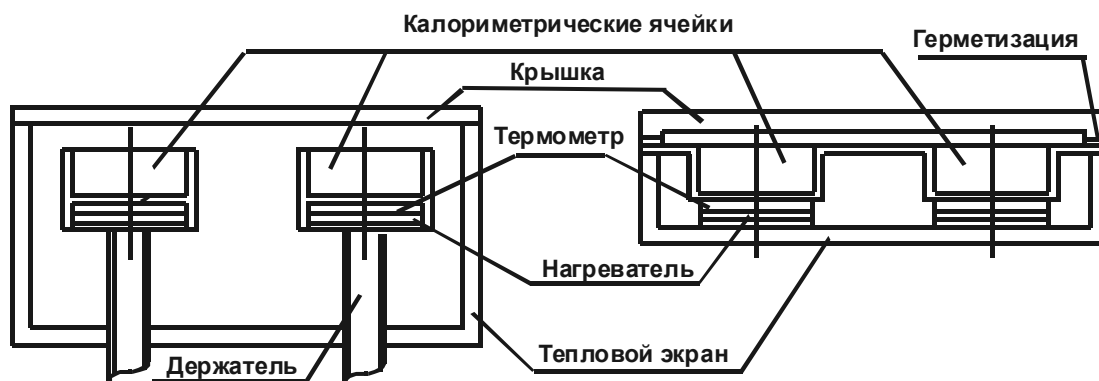 Калориметрические ячейки
Герметизация
Крышка
Термометр
Нагреватель
Держатель
Тепловой экран